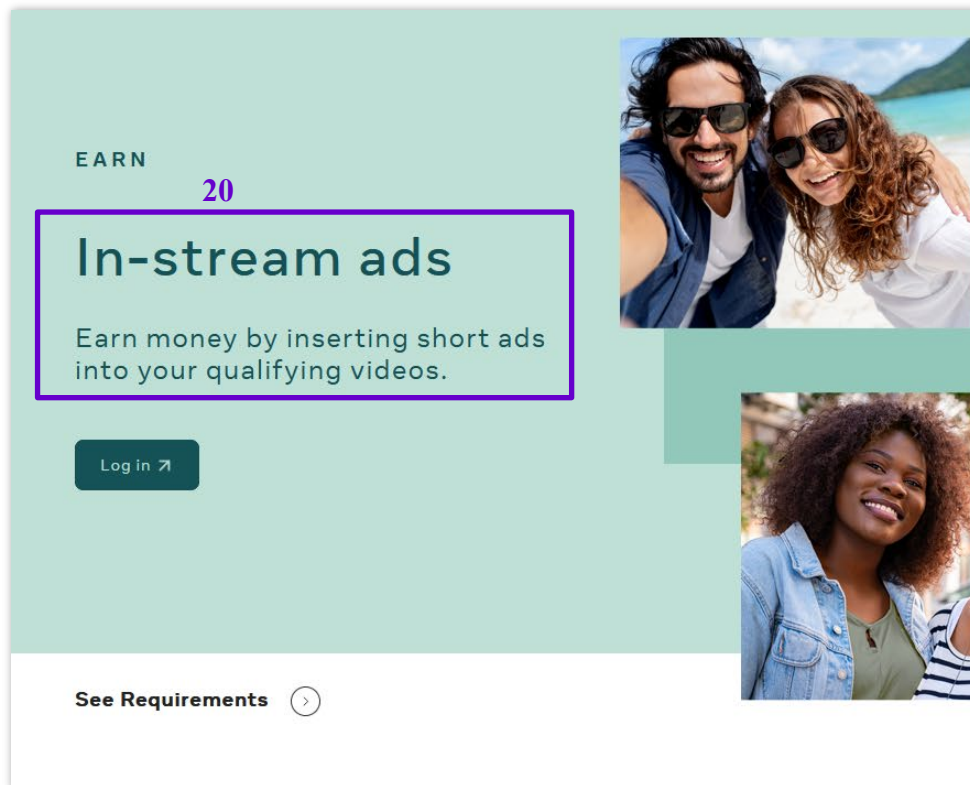 EARN
20
In-stream ads
Earn money by inserting short ads
into your qualifying videos.
Log in
See Requirements